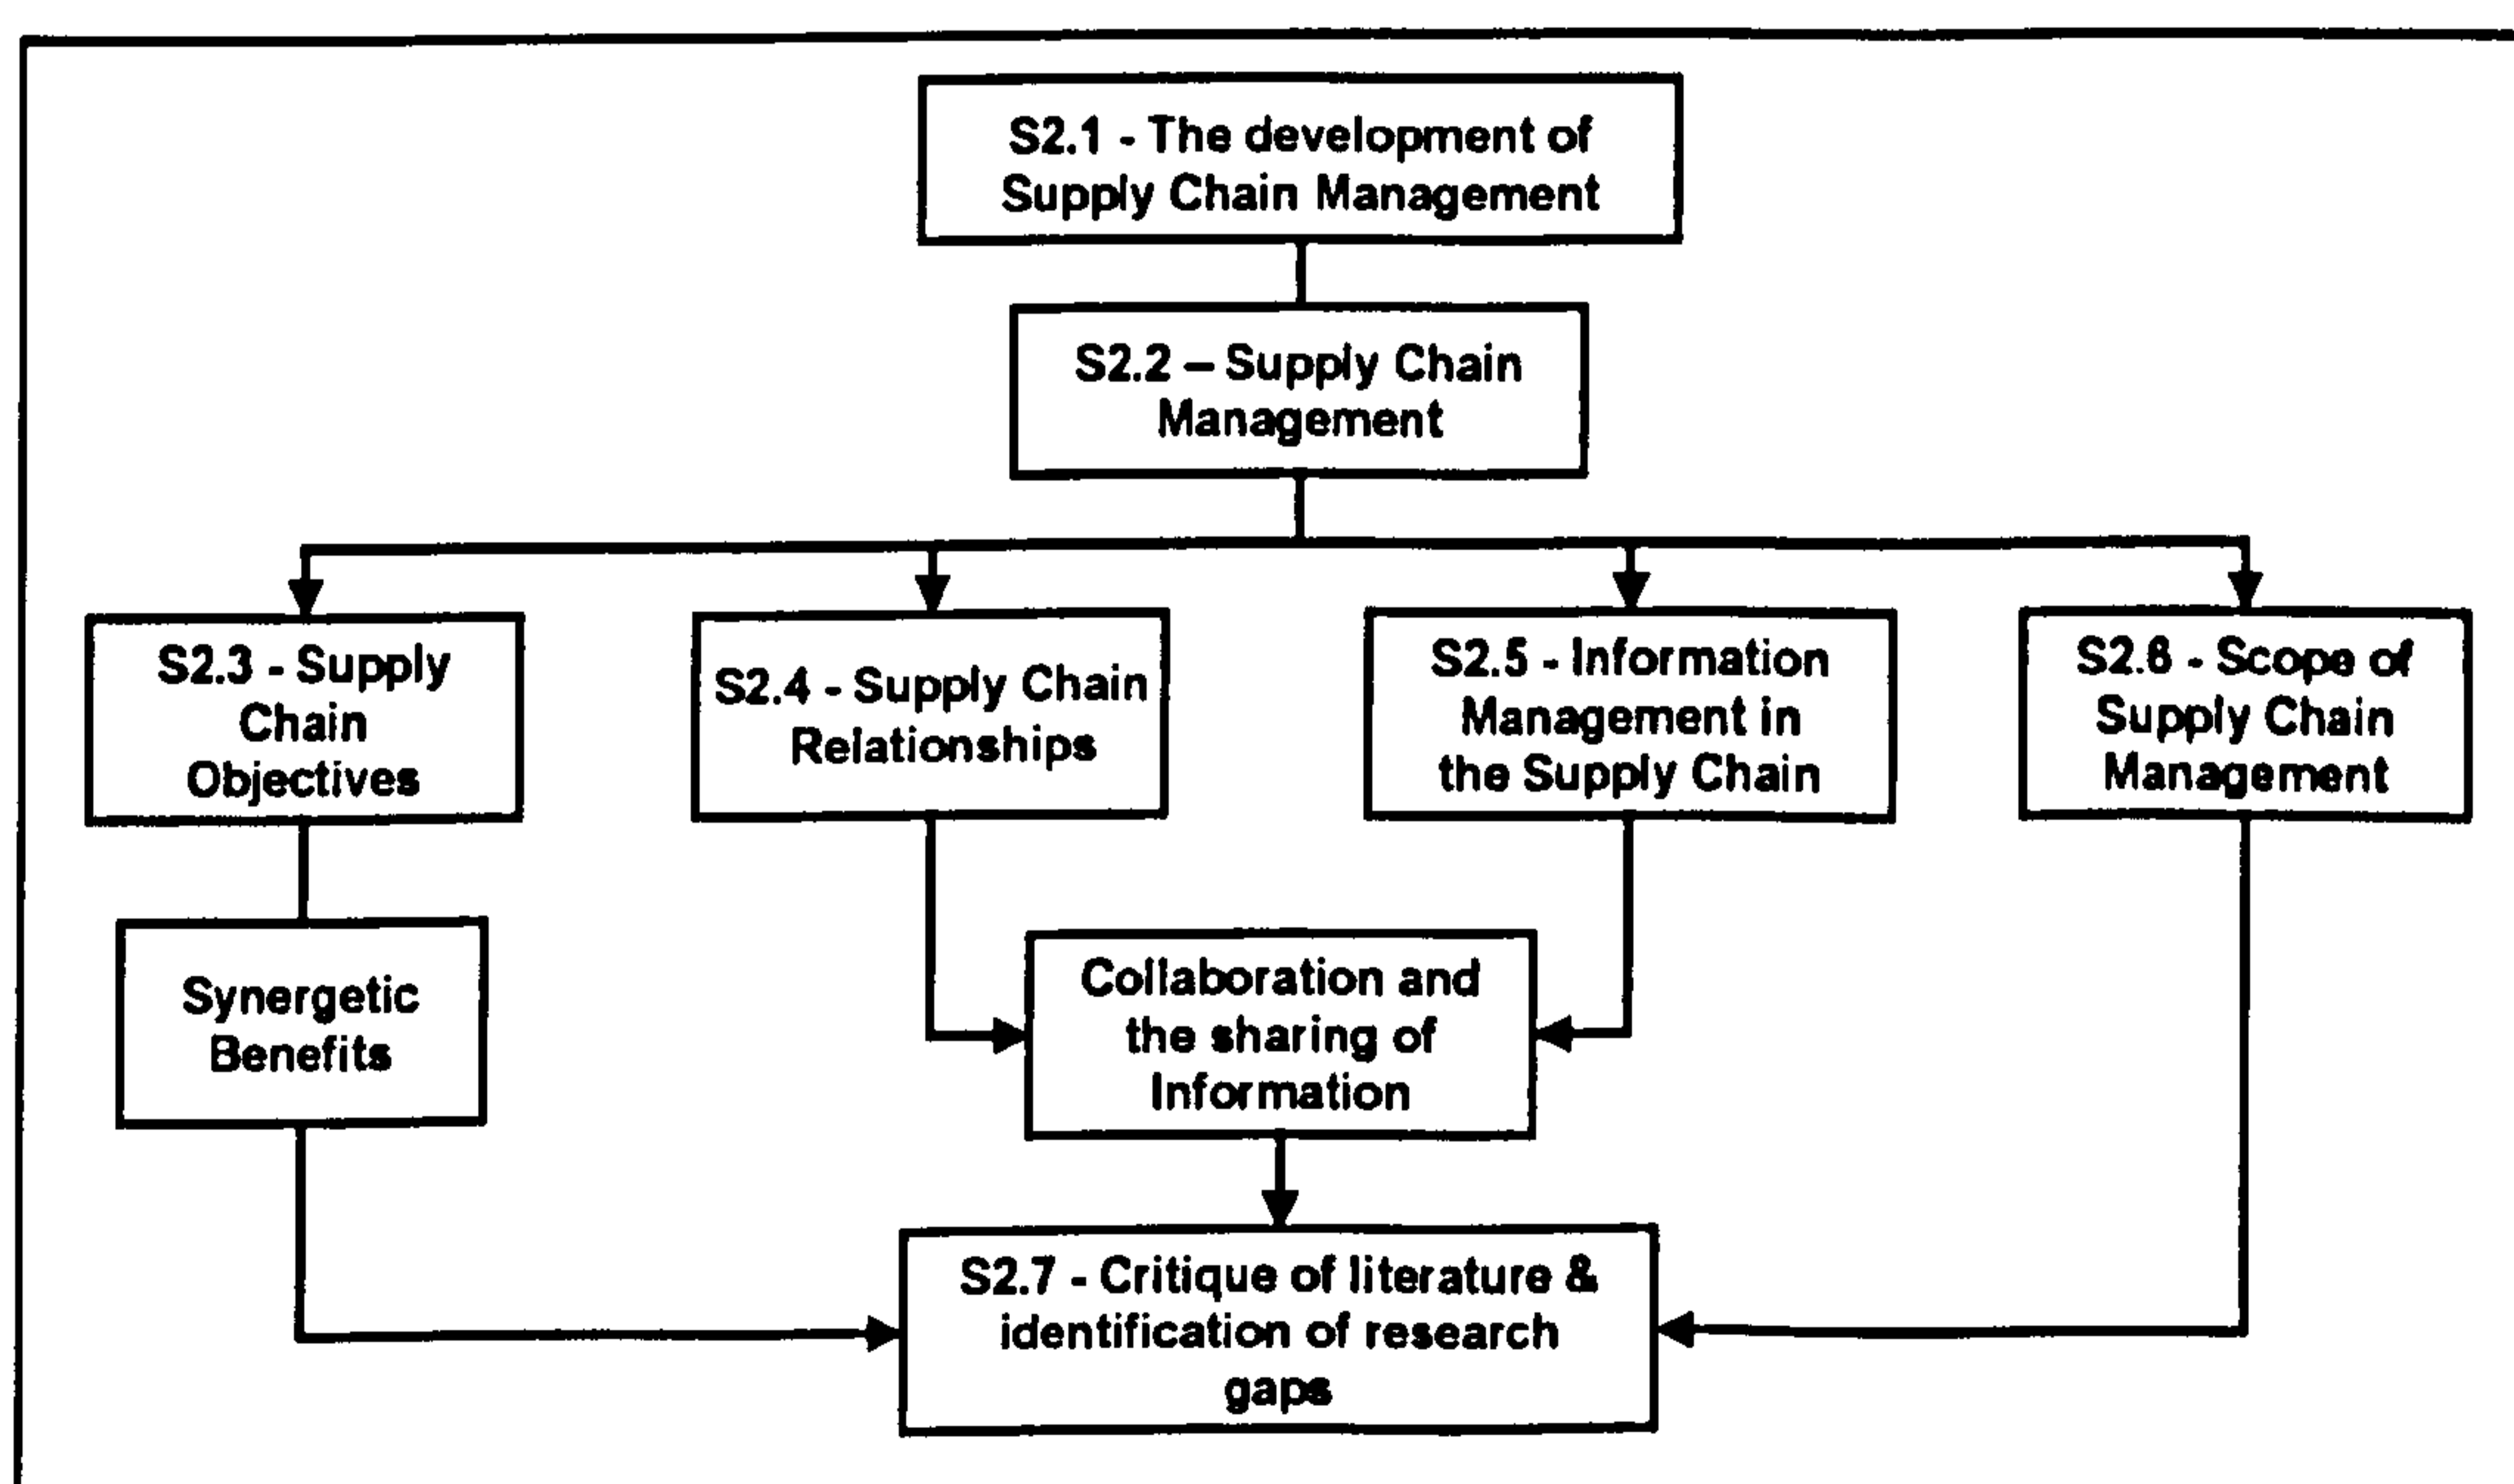 S2.1 - The development of
Supply Chain Management
S2.2 – Supply Chain
Management
S2.3 - Supply
Chain
Objectives
S2.4 - Supply Chain
Relationships
S2.5 - Information
Management in
the Supply Chain
S2.6 - Scope of
Supply Chain
Management
Synergetic
Benefits
Collaboration and
the sharing of
Information
S2.7 - Critique of literature &
identification of research
gaps